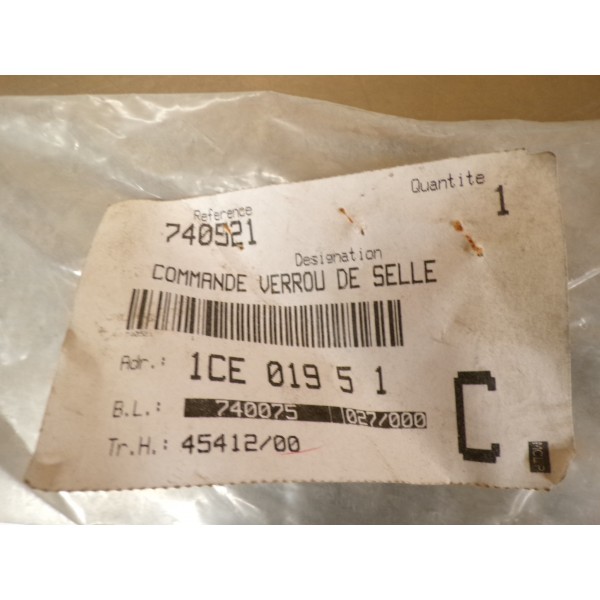 Reference
Quantite
740521
1
Designation
COMMANDE VERROU DE SELLE
Adr.: 1CE 019 5 1
B.L.: 740075 027/000
Tr.H.: 45412/00
C.